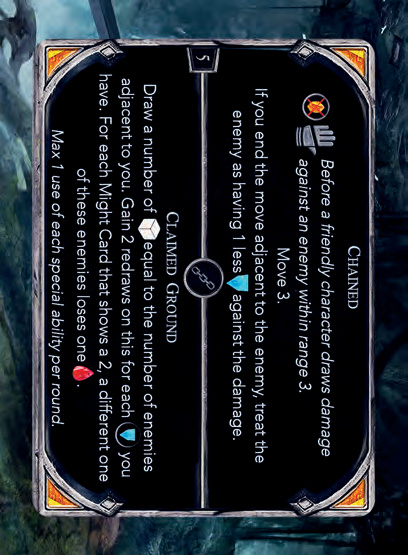 CHAINED
Before a friendly character draws damage
against an enemy within range 3.
Move 3.
If you end the move adjacent to the enemy, treat the
enemy as having 1 less against the damage.
5
CLAIMED GROUND
Draw a number of equal to the number of enemies
adjacent to you. Gain 2 redraws on this for each you
have. For each Might Card that shows a 2, a different one
of these enemies loses one .
Max 1 use of each special ability per round.